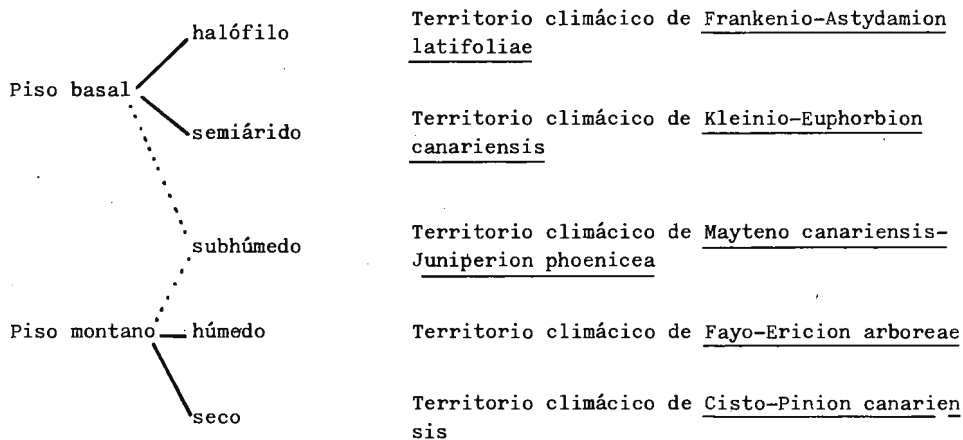 halófilo Territorio climácico de Frankenio-Astydamion
latifoliae
Piso basal
semiárido Territorio climácico de Kleinio-Euphorbion
canariensis
subhúmedo Territorio climácico de Mayteno canariensis-
Juniperion phoenicea
Piso montano húmedo Territorio climácico de Fayo-Ericion arboreae
seco Territorio climácico de Cisto-Pinion canarien
sis